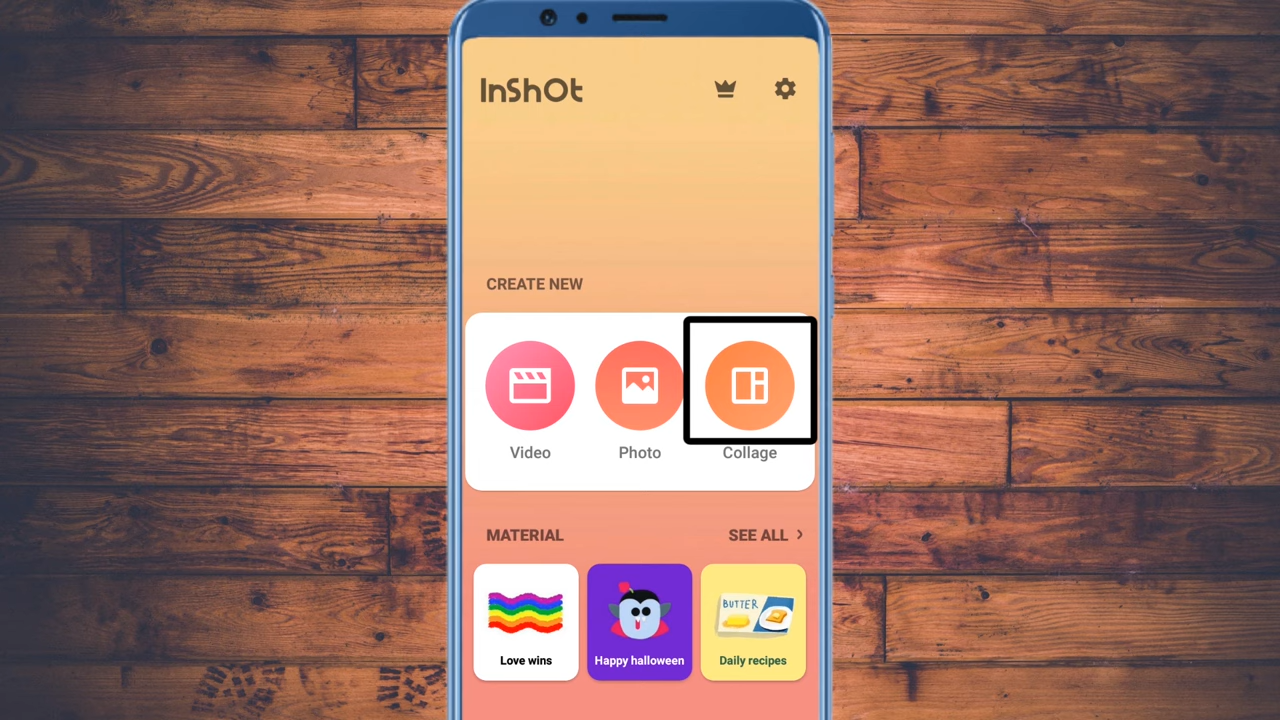 InShOt
CREATE NEW
Video
Photo
Collage
MATERIAL
SEE ALL >
BUTTER
Love wins
Happy halloween
Daily recipes